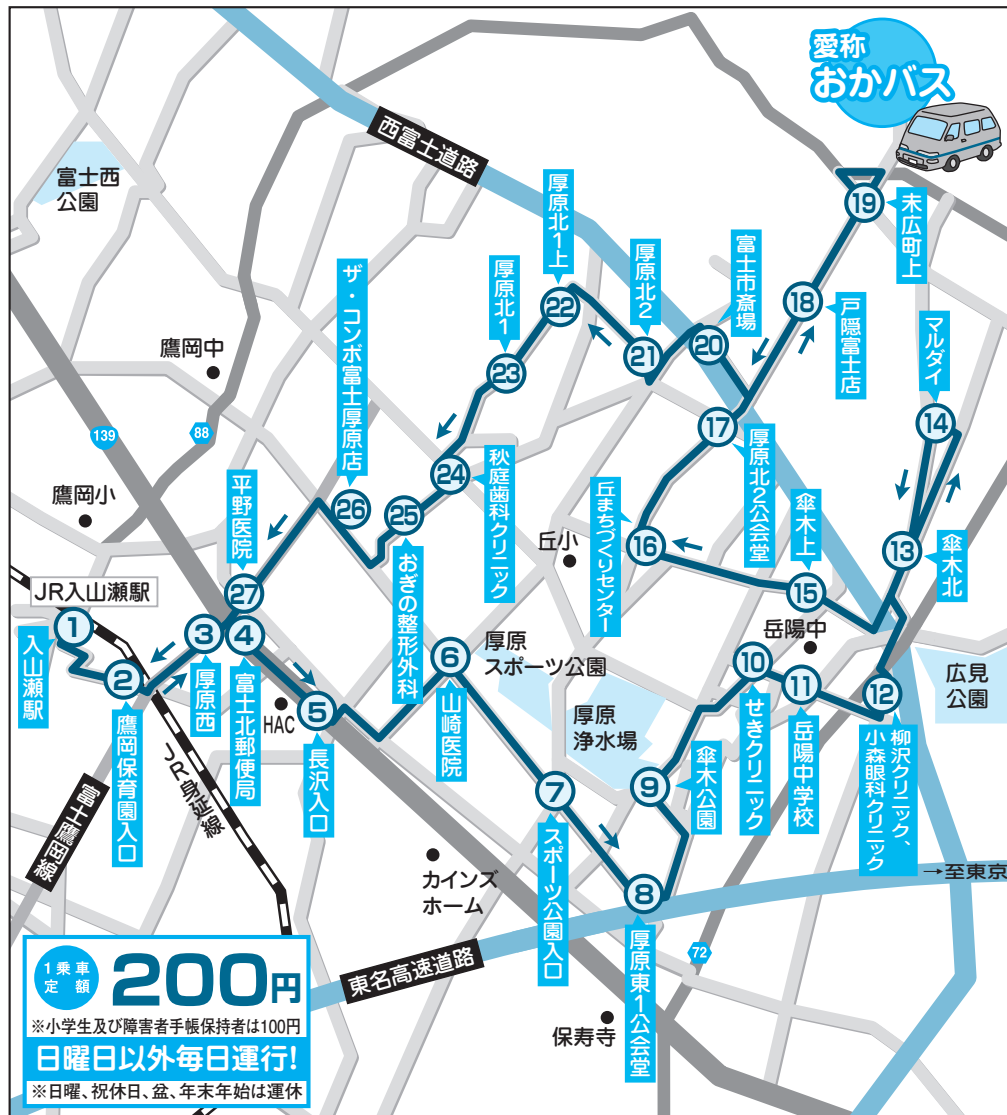 愛称
おかバス
西富士道路
富士西
公園
19
末広町上
厚原北1上
富士市斎場
厚原北2
18
戸隠富士店
22
厚原北1
20
マルダイ
ザ・コンボ富士厚原店
21
鷹岡中
23
14
17
139
88
厚原北2公会堂
24
秋庭歯科クリニック
鷹岡小
平野医院
26
25
丘まちづくりセンター
傘木上
丘小
16
13
傘木北
おぎの整形外科
JR入山瀬駅
27
15
1
3
4
岳陽中
入山瀬駅
厚原西
6
厚原
スポーツ公園
10
11
2
富士北郵便局
HAC
5
山崎医院
せきクリニック
岳陽中学校
12
広見
公園
鷹岡保育園入口
長沢入口
厚原
浄水場
柳沢クリニック、
小森眼科クリニック
JR身延線
7
9
傘木公園
富士鷹岡線
スポーツ公園入口
カインズ
ホーム
8
→至東京
厚原東1公会堂
72
東名高速道路
保寿寺
1乗車
定額
200円
※小学生及び障害者手帳保持者は100円
日曜日以外毎日運行!
※日曜、祝休日、盆、年末年始は運休